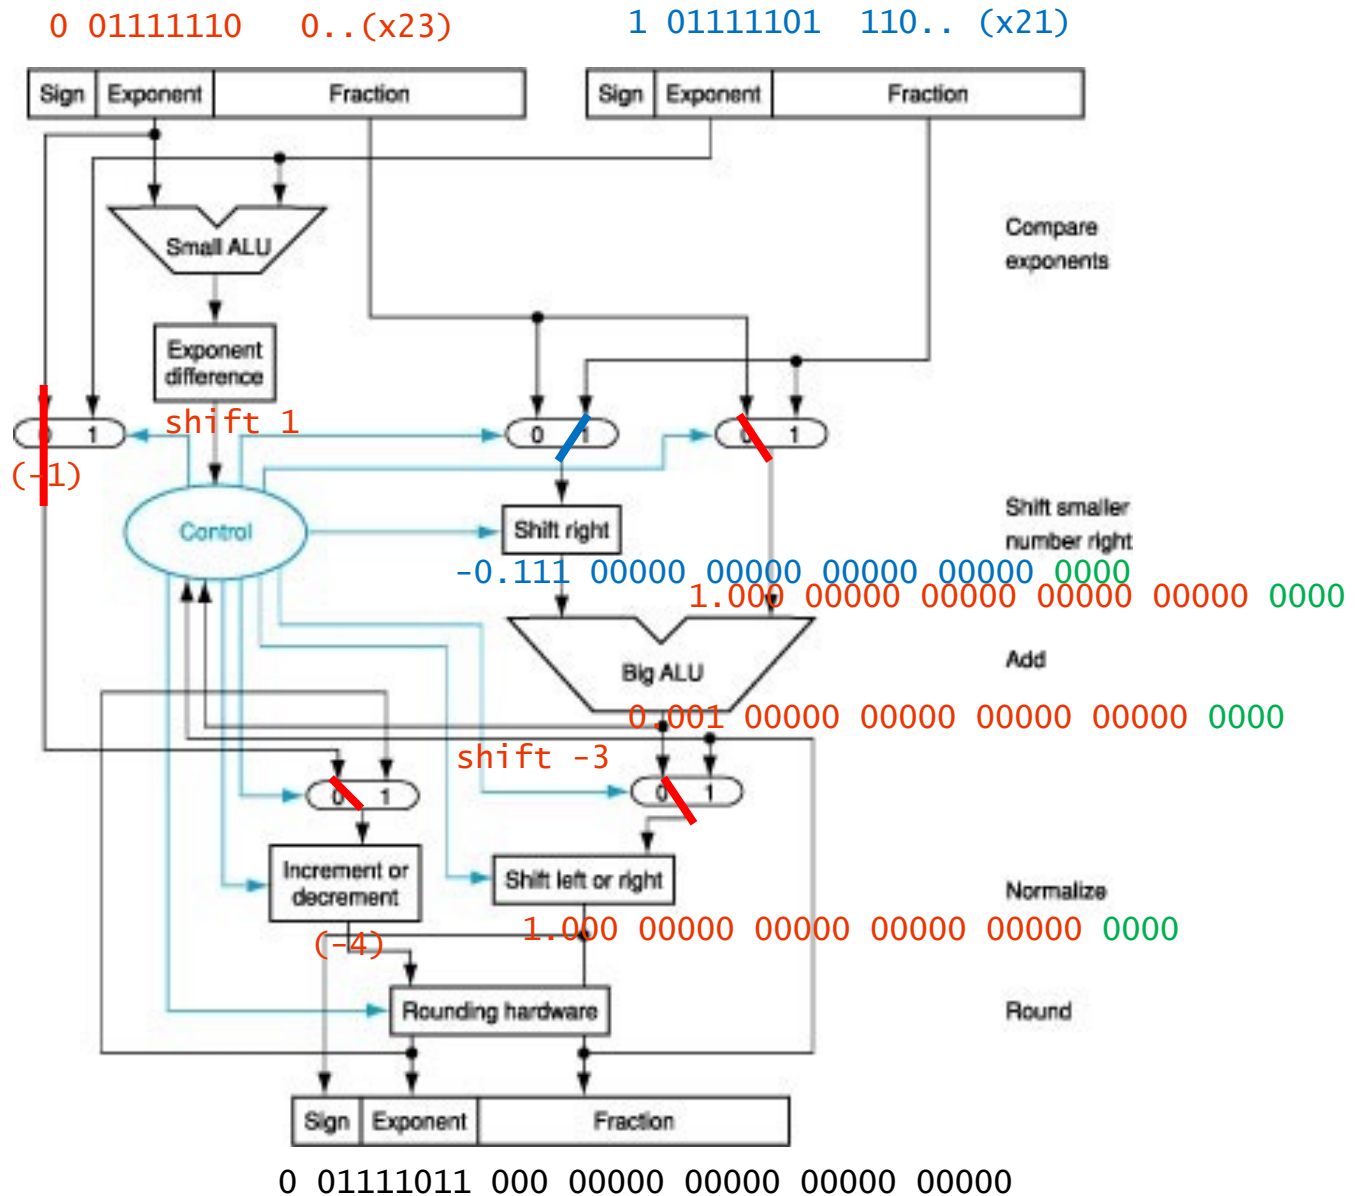 0 01111110 0..(x23)
1 01111101 110.. (x21)
Sign Exponent Fraction
Sign Exponent Fraction
Small ALU
Compare
exponents
Exponent
difference
shift 1
0 1
0 1
0 1
(-1)
Control
Shift right
Shift smaller
number right
-0.111 00000 00000 00000 00000 0000
1.000 00000 00000 00000 00000 0000
Big ALU
Add
0.001 00000 00000 00000 00000 0000
shift -3
0 1
0 1
Increment or
decrement
Shift left or right
Normalize
(-4)
1.000 00000 00000 00000 00000 0000
Rounding hardware
Round
Sign Exponent Fraction
0 01111011 000 00000 00000 00000 00000